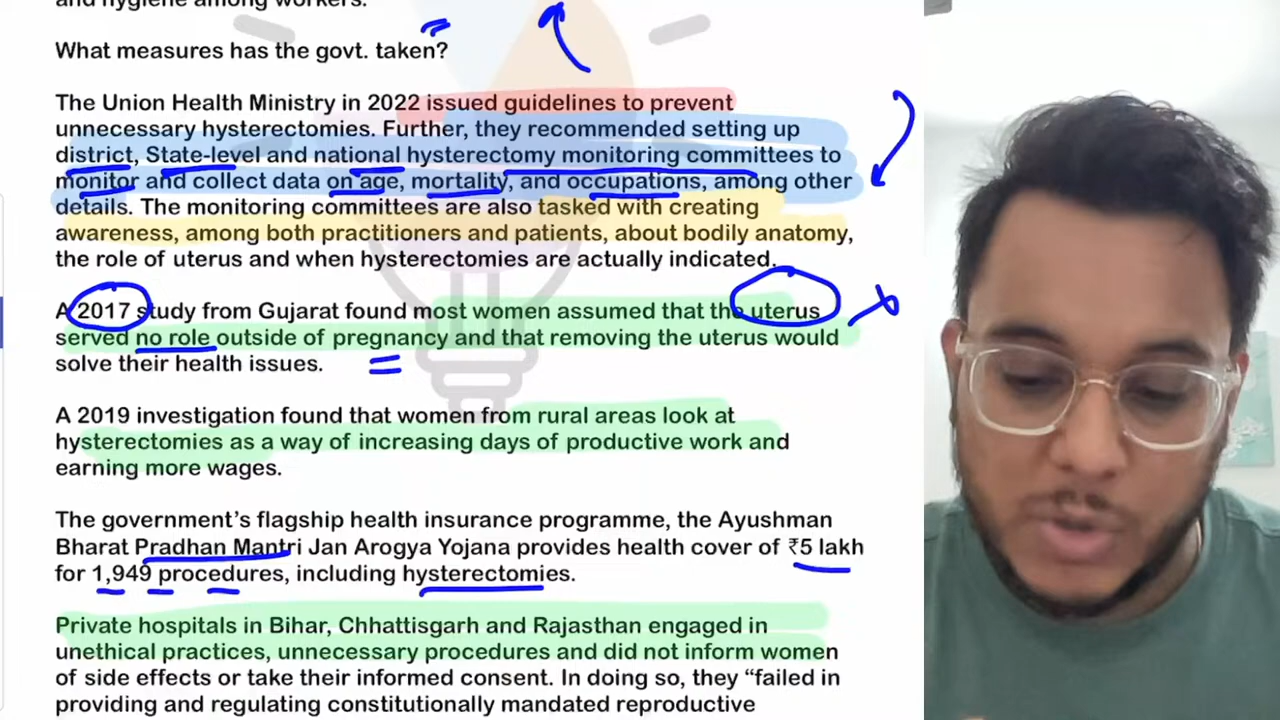 and hygiene among workers.
What measures has the govt. taken?
The Union Health Ministry in 2022 issued guidelines to prevent
unnecessary hysterectomies. Further, they recommended setting up
district, State-level and national hysterectomy monitoring committees to
monitor and collect data on age, mortality, and occupations, among other
details. The monitoring committees are also tasked with creating
awareness, among both practitioners and patients, about bodily anatomy,
the role of uterus and when hysterectomies are actually indicated.
A 2017 study from Gujarat found most women assumed that the uterus
served no role outside of pregnancy and that removing the uterus would
solve their health issues.
A 2019 investigation found that women from rural areas look at
hysterectomies as a way of increasing days of productive work and
earning more wages.
The government’s flagship health insurance programme, the Ayushman
Bharat Pradhan Mantri Jan Arogya Yojana provides health cover of ₹5 lakh
for 1,949 procedures, including hysterectomies.
Private hospitals in Bihar, Chhattisgarh and Rajasthan engaged in
unethical practices, unnecessary procedures and did not inform women
of side effects or take their informed consent. In doing so, they “failed in
providing and regulating constitutionally mandated reproductive